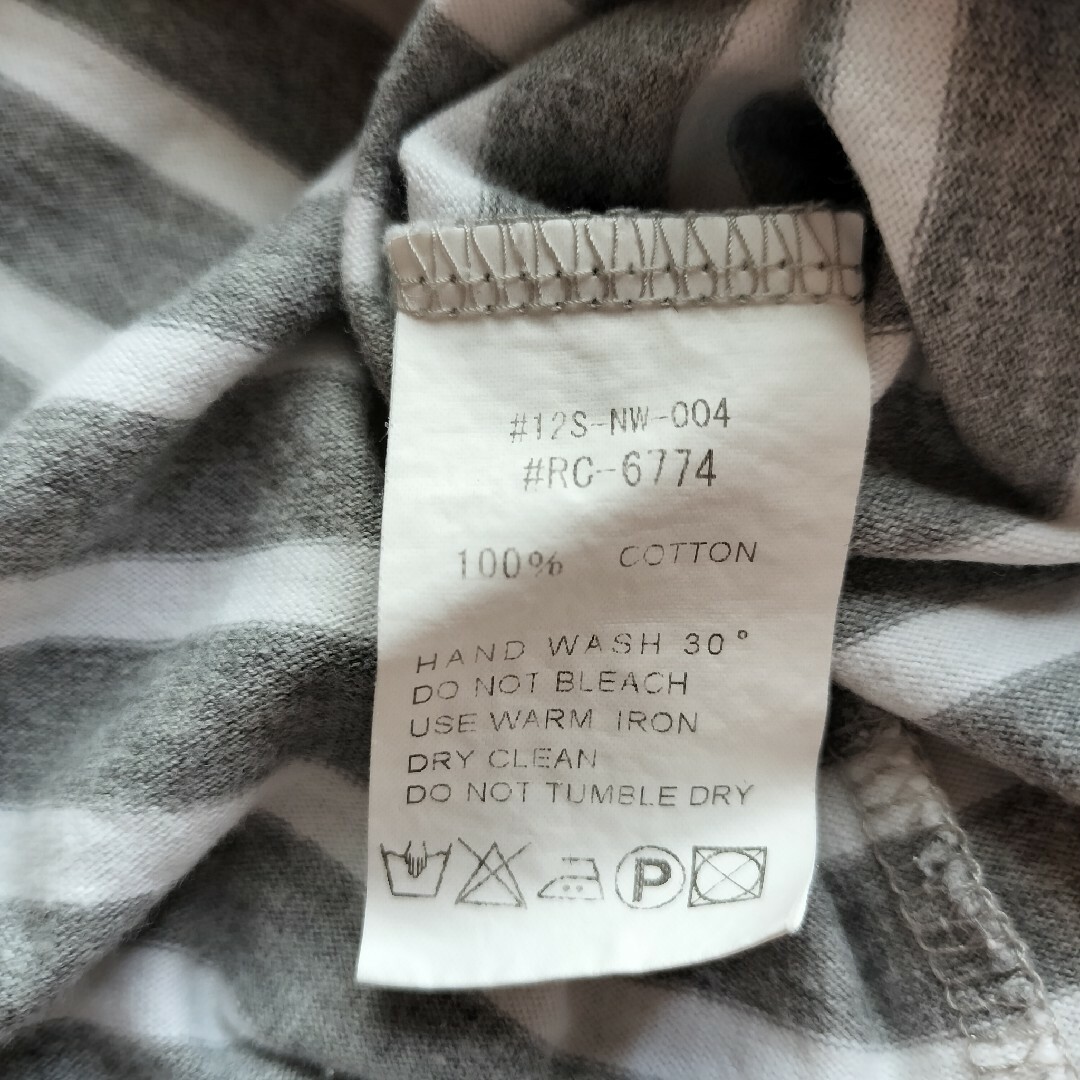 #12S-NW-004
#RC-6774
100% COTTON
HAND WASH 30°
DO NOT BLEACH
USE WARM IRON
DRY CLEAN
DO NOT TUMBLE DRY
P